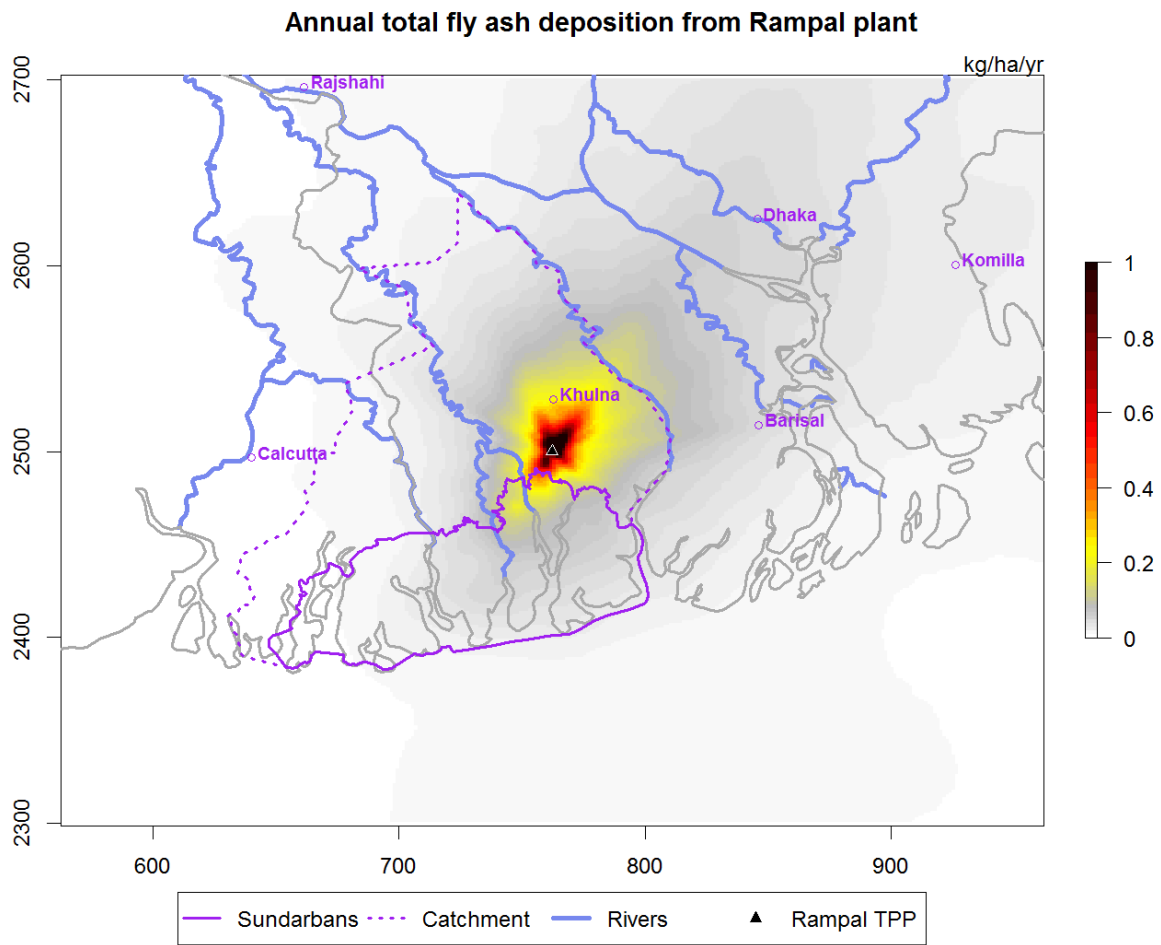 Annual total fly ash deposition from Rampal plant
kg/ha/yr
2700
Rajshahi
Dhaka
2600
Komilla
1
0.8
Khulna
Barisal
0.6
2500
Calcutta
0.4
0.2
2400
0
2300
600 700 800 900
Sundarbans Catchment Rivers Rampal TPP